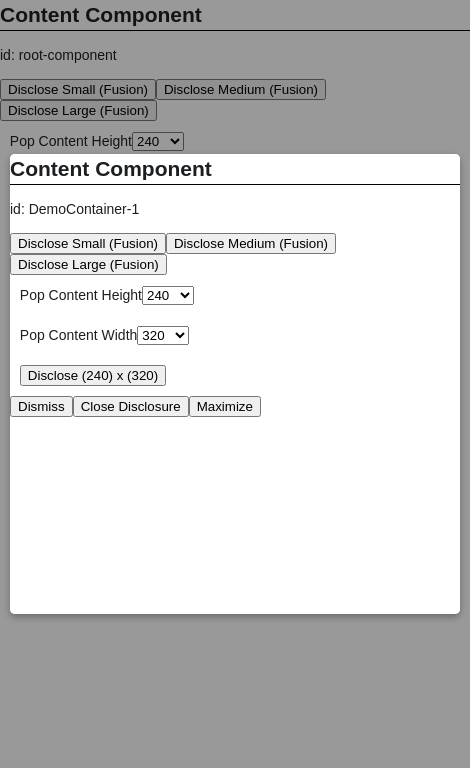 Content Component
id: root-component
Disclose Small (Fusion) Disclose Medium (Fusion)
Disclose Large (Fusion)
Pop Content Height 240
Content Component
id: DemoContainer-1
Disclose Small (Fusion) Disclose Medium (Fusion)
Disclose Large (Fusion)
Pop Content Height 240
Pop Content Width 320
Disclose (240) x (320)
Dismiss Close Disclosure Maximize